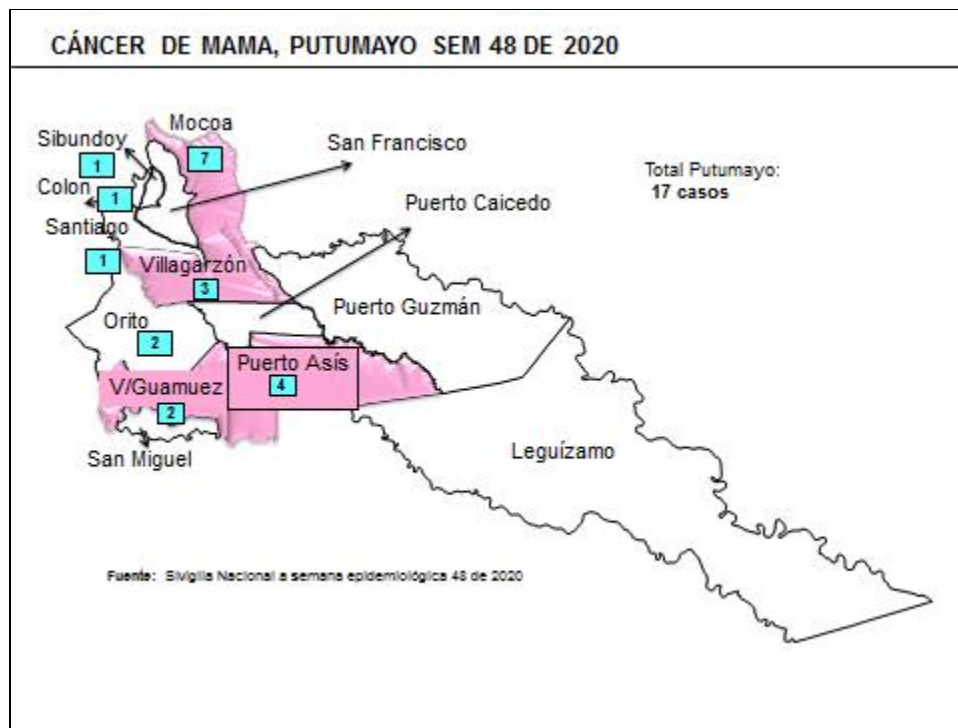 CÁNCER DE MAMA, PUTUMAYO SEM 48 DE 2020
Mocoa
7
Sibundoy
1
San Francisco
Total Putumayo:
17 casos
Colon
1
Puerto Caicedo
Santiago
1
Villagarzón
3
Puerto Guzmán
Orito
2
Puerto Asís
4
V/Guamuez
2
San Miguel
Leguízamo
Fuente: Sivigila Nacional a semana epidemiológica 48 de 2020